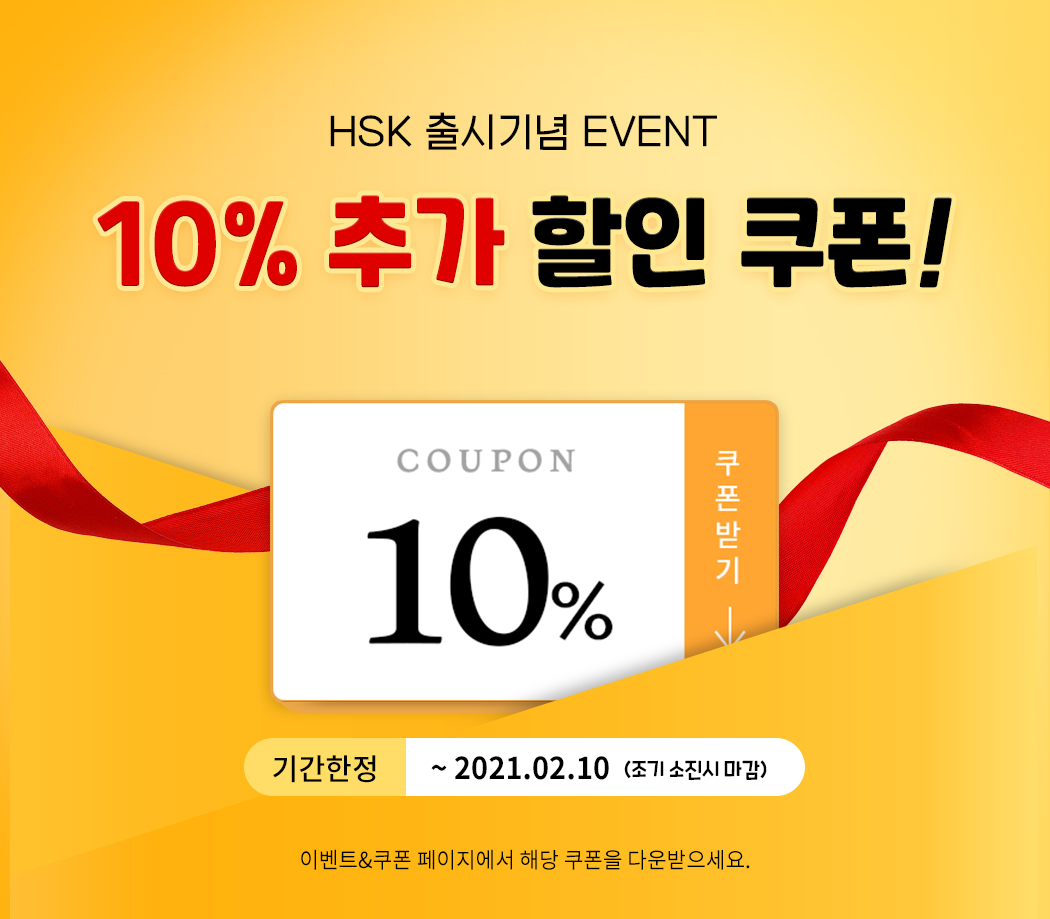 HSK 출시기념 EVENT
10% 추가 할인 쿠폰!
COUPON
10%
쿠폰받기
기간한정 ~ 2021.02.10 (조기 소진시 마감)
이벤트&쿠폰 페이지에서 해당 쿠폰을 다운받으세요.